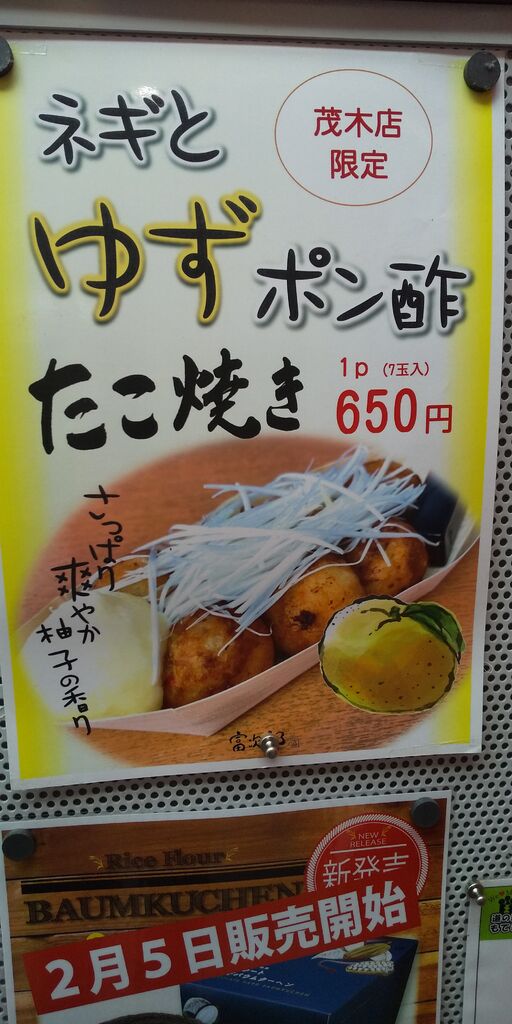 ネギと
茂木店
限定
ゆず
ポン酢
たこ焼き
1p (7玉入)
650円
さっぱり
爽やか
柚子の香り
Rice Flour
BAUMKUCHEN
NEW
RELEASE
新発売
2月5日販売開始